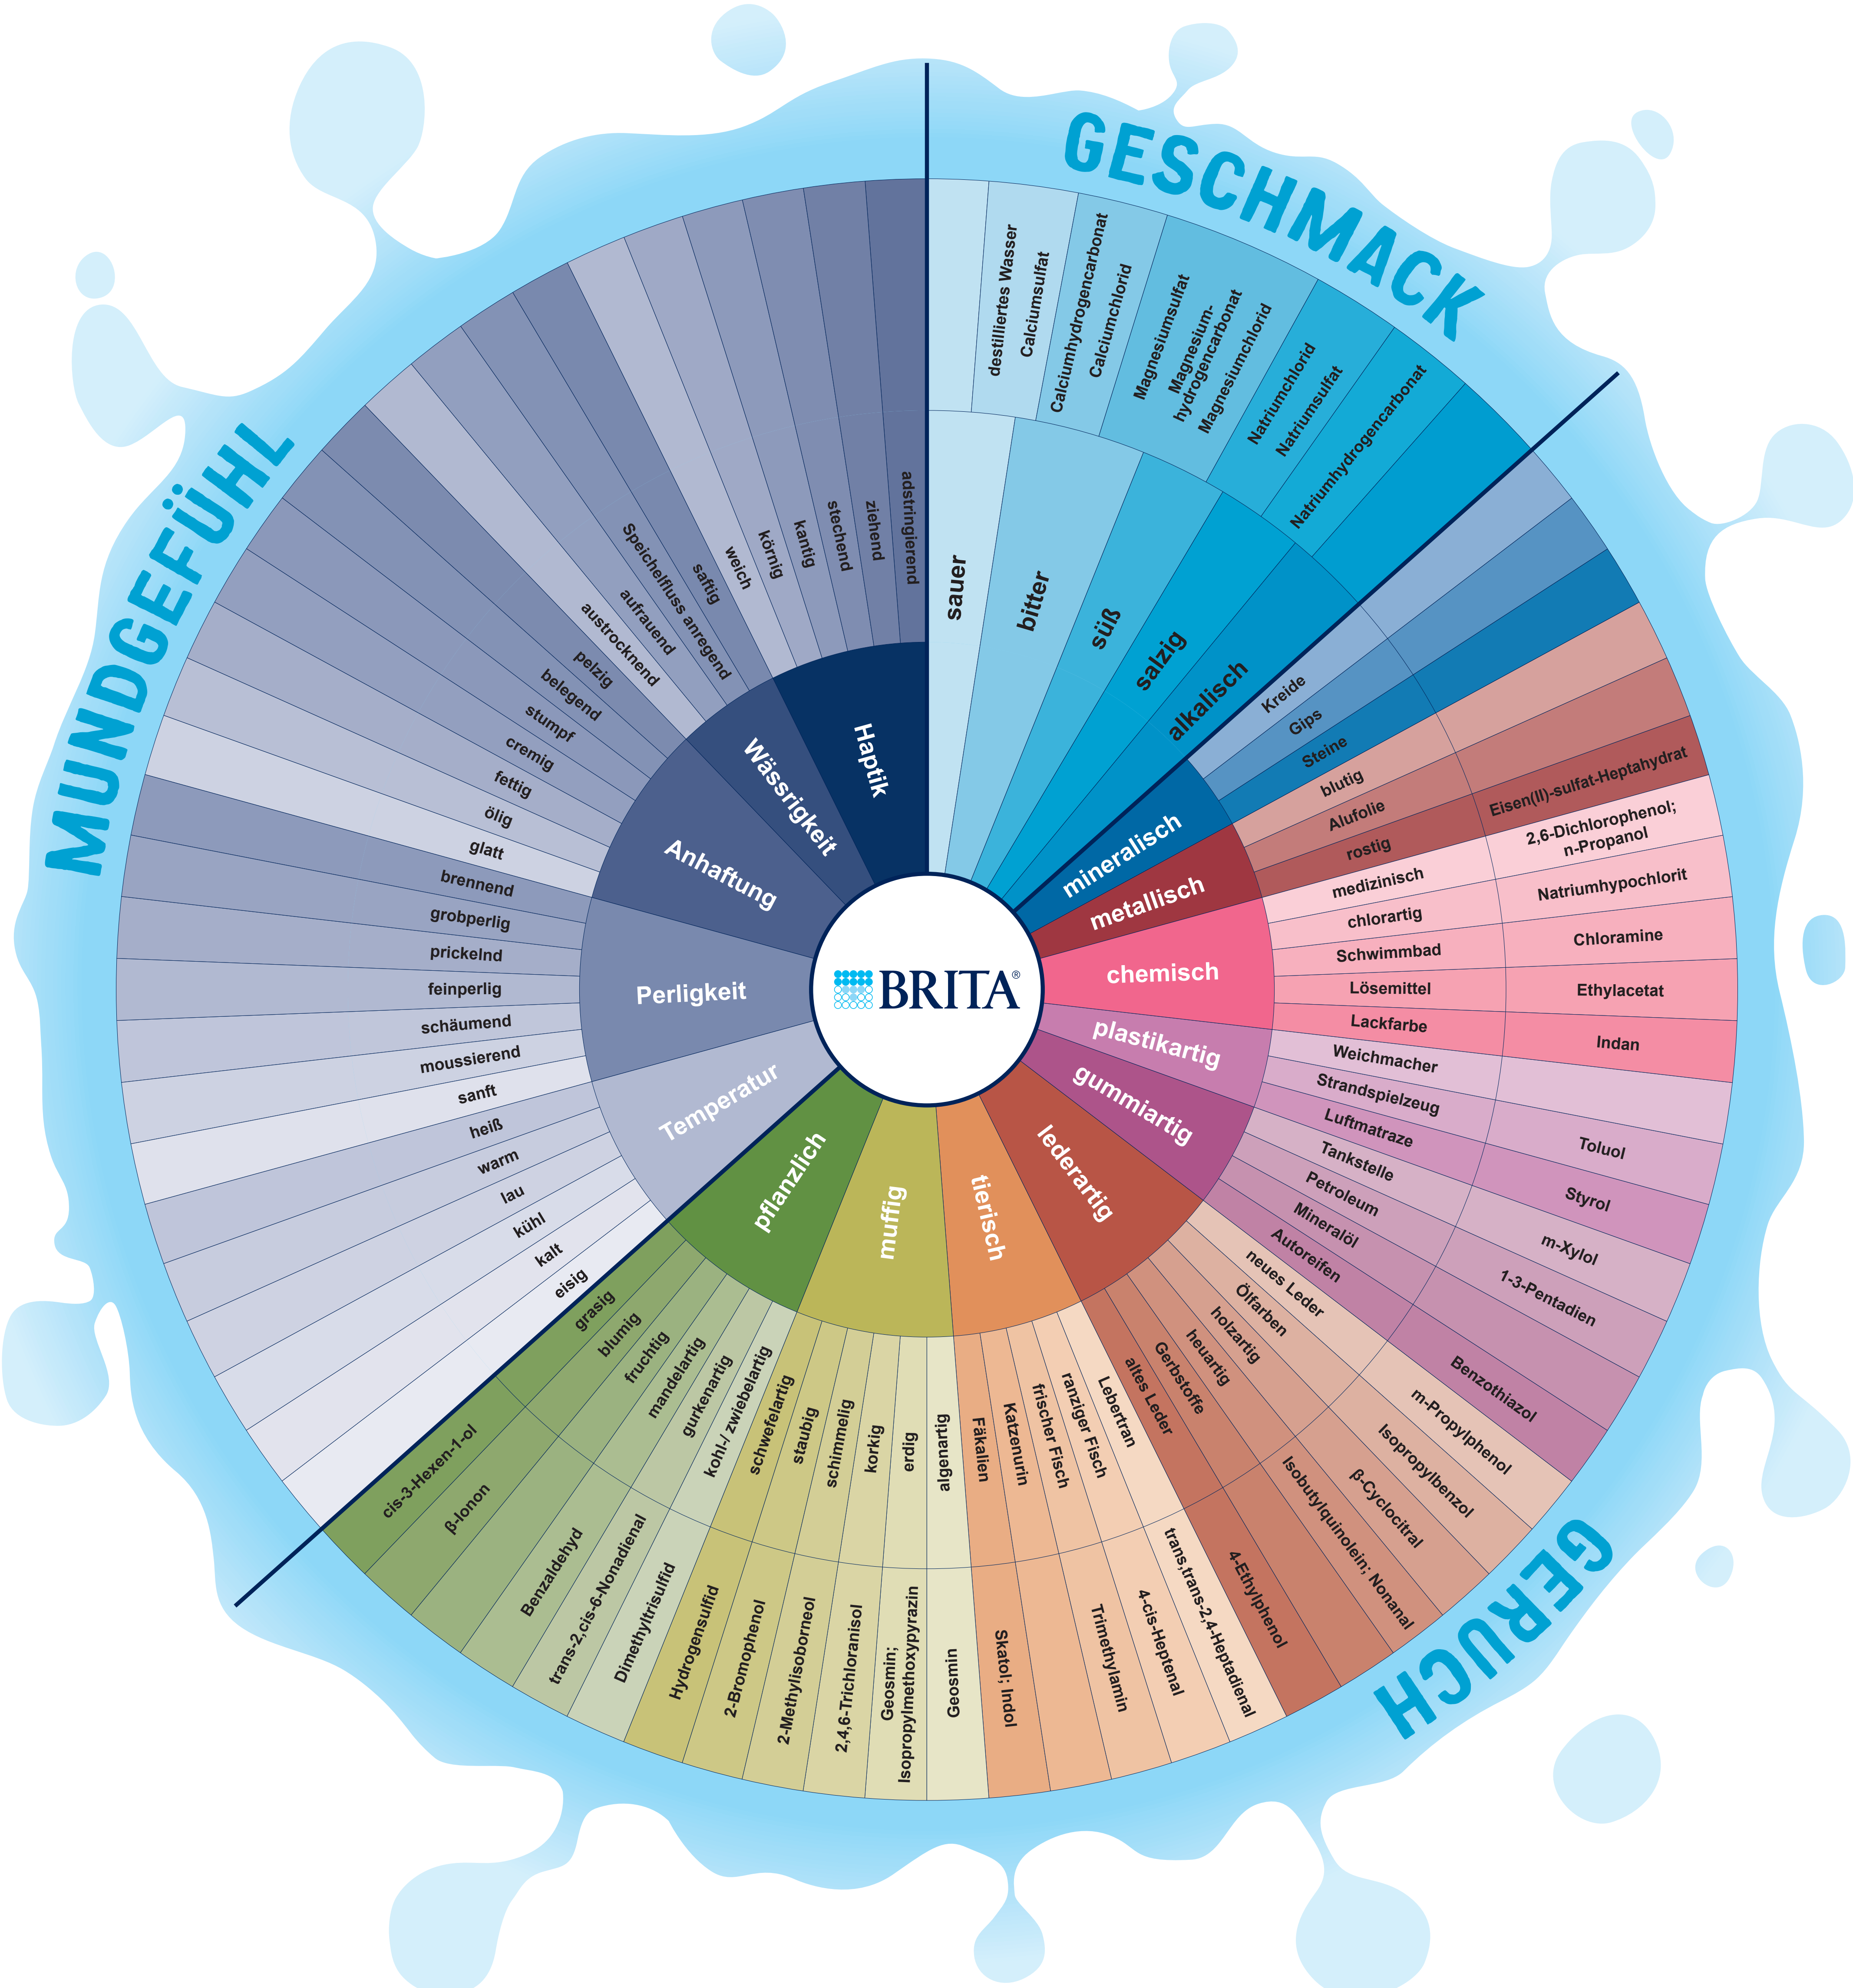 GESCHMACK
sauer
bitter
süß
salzig
alkalisch
destilliertes Wasser
Calciumsulfat
Calciumhydrogencarbonat
Calciumchlorid
Magnesiumsulfat
Magnesium-
hydrogencarbonat
Magnesiumchlorid
Natriumchlorid
Natriumsulfat
Natriumhydrogencarbonat
GERUCH
mineralisch
Kreide
Gips
Steine
metallisch
blutig
Alufolie
rostig
Eisen(II)-sulfat-Heptahydrat
chemisch
medizinisch
2,6-Dichlorophenol;
n-Propanol
chlorartig
Natriumhypochlorit
Schwimmbad
Chloramine
Lösemittel
Ethylacetat
Lackfarbe
Indan
plastikartig
Weichmacher
Strandspielzeug
Toluol
Luftmatraze
Styrol
gummiartig
Tankstelle
m-Xylol
Petroleum
1-3-Pentadien
Mineralöl
Autoreifen
Benzothiazol
lederartig
neues Leder
m-Propylphenol
Ölfarben
Isopropylbenzol
holzartig
β-Cyclocitral
heuartig
Isobutylquinolein; Nonanal
Gerbstoffe
altes Leder
4-Ethylphenol
tierisch
Lebertran
trans,trans-2,4-Heptadienal
ranziger Fisch
4-cis-Heptenal
frischer Fisch
Trimethylamin
Katzenurin
Fäkalien
Skatol; Indol
muffig
algenartig
Geosmin
erdig
Geosmin;
Isopropylmethoxypyrazin
korkig
2,4,6-Trichloranisol
schimmelig
2-Methylisoborneol
staubig
2-Bromophenol
schwefelartig
Hydrogensulfid
pflanzlich
kohl-/ zwiebelartig
Dimethyltrisulfid
gurkenartig
trans-2,cis-6-Nonadienal
mandelartig
Benzaldehyd
fruchtig
blumig
β-Ionon
grasig
cis-3-Hexen-1-ol
MUNDGEFÜHL
Temperatur
eisig
kalt
kühl
lau
warm
heiß
Perligkeit
sanft
moussierend
schäumend
feinperlig
prickelnd
grobperlig
brennend
Anhaftung
glatt
ölig
fettig
cremig
stumpf
belegend
pelzig
Wässrigkeit
austrocknend
aufrauend
Speichelfluss anregend
saftig
Haptik
weich
körnig
kantig
stechend
ziehend
adstringierend
BRITA®